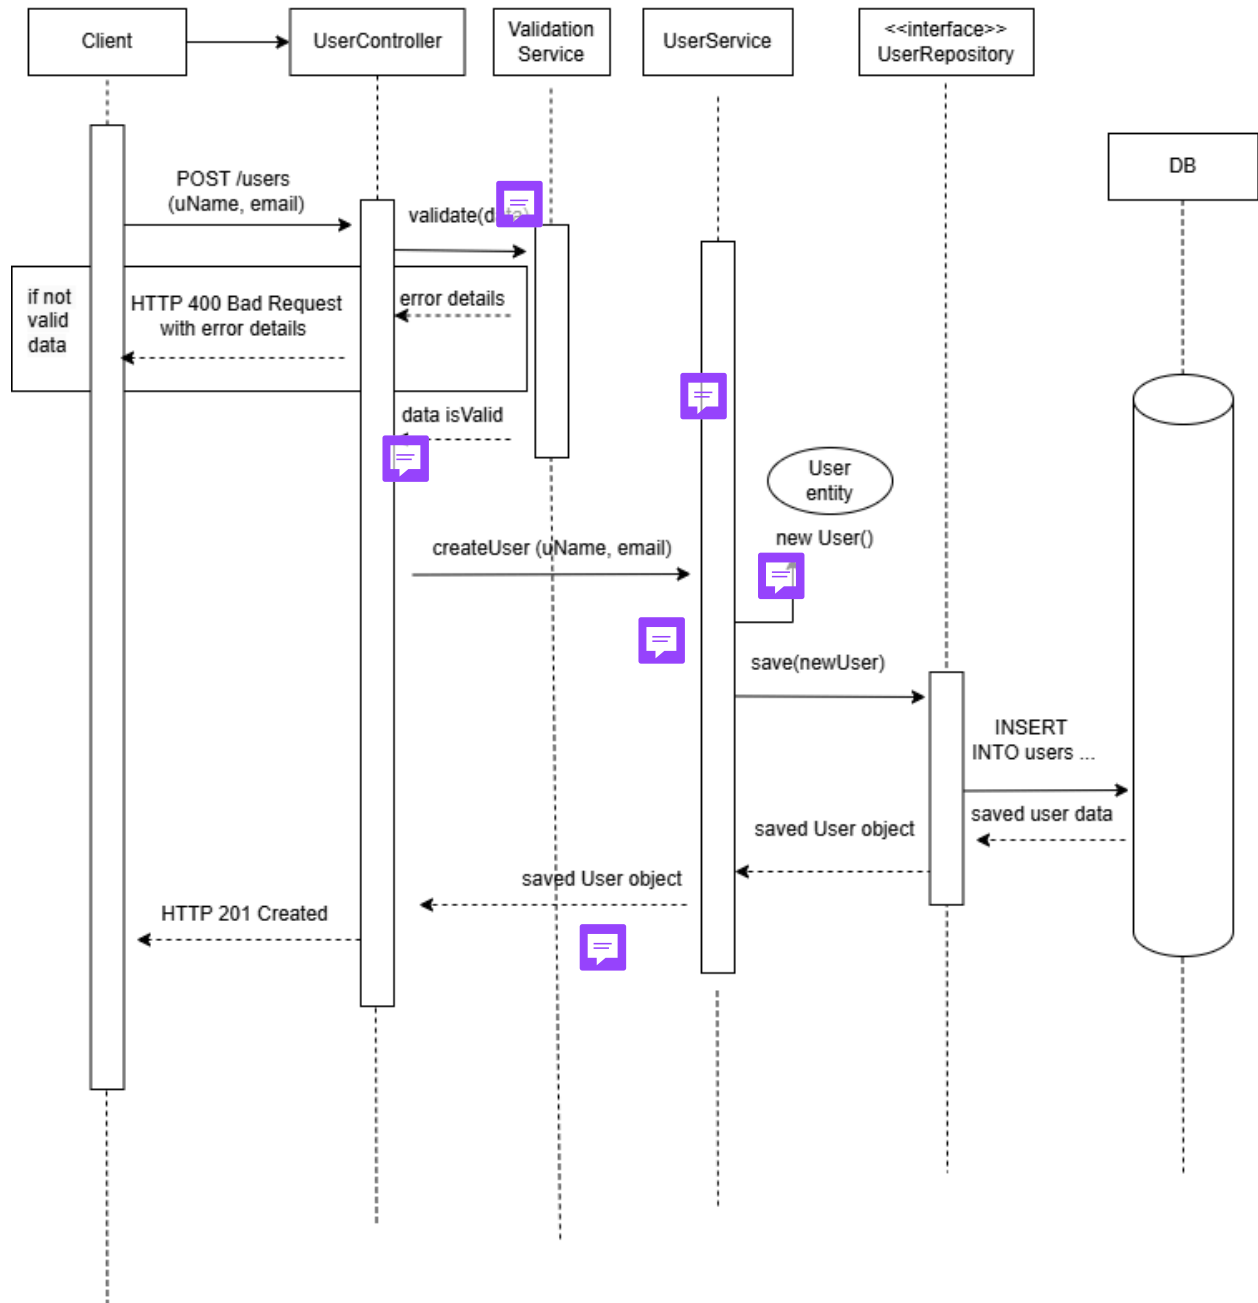 Client
UserController
Validation
Service
UserService
<<interface>>
UserRepository
DB
POST /users
(uName, email)
validate(data)
if not
valid
data
HTTP 400 Bad Request
with error details
error details
data isValid
User
entity
new User()
createUser (uName, email)
save(newUser)
INSERT
INTO users ...
saved user data
saved User object
saved User object
HTTP 201 Created